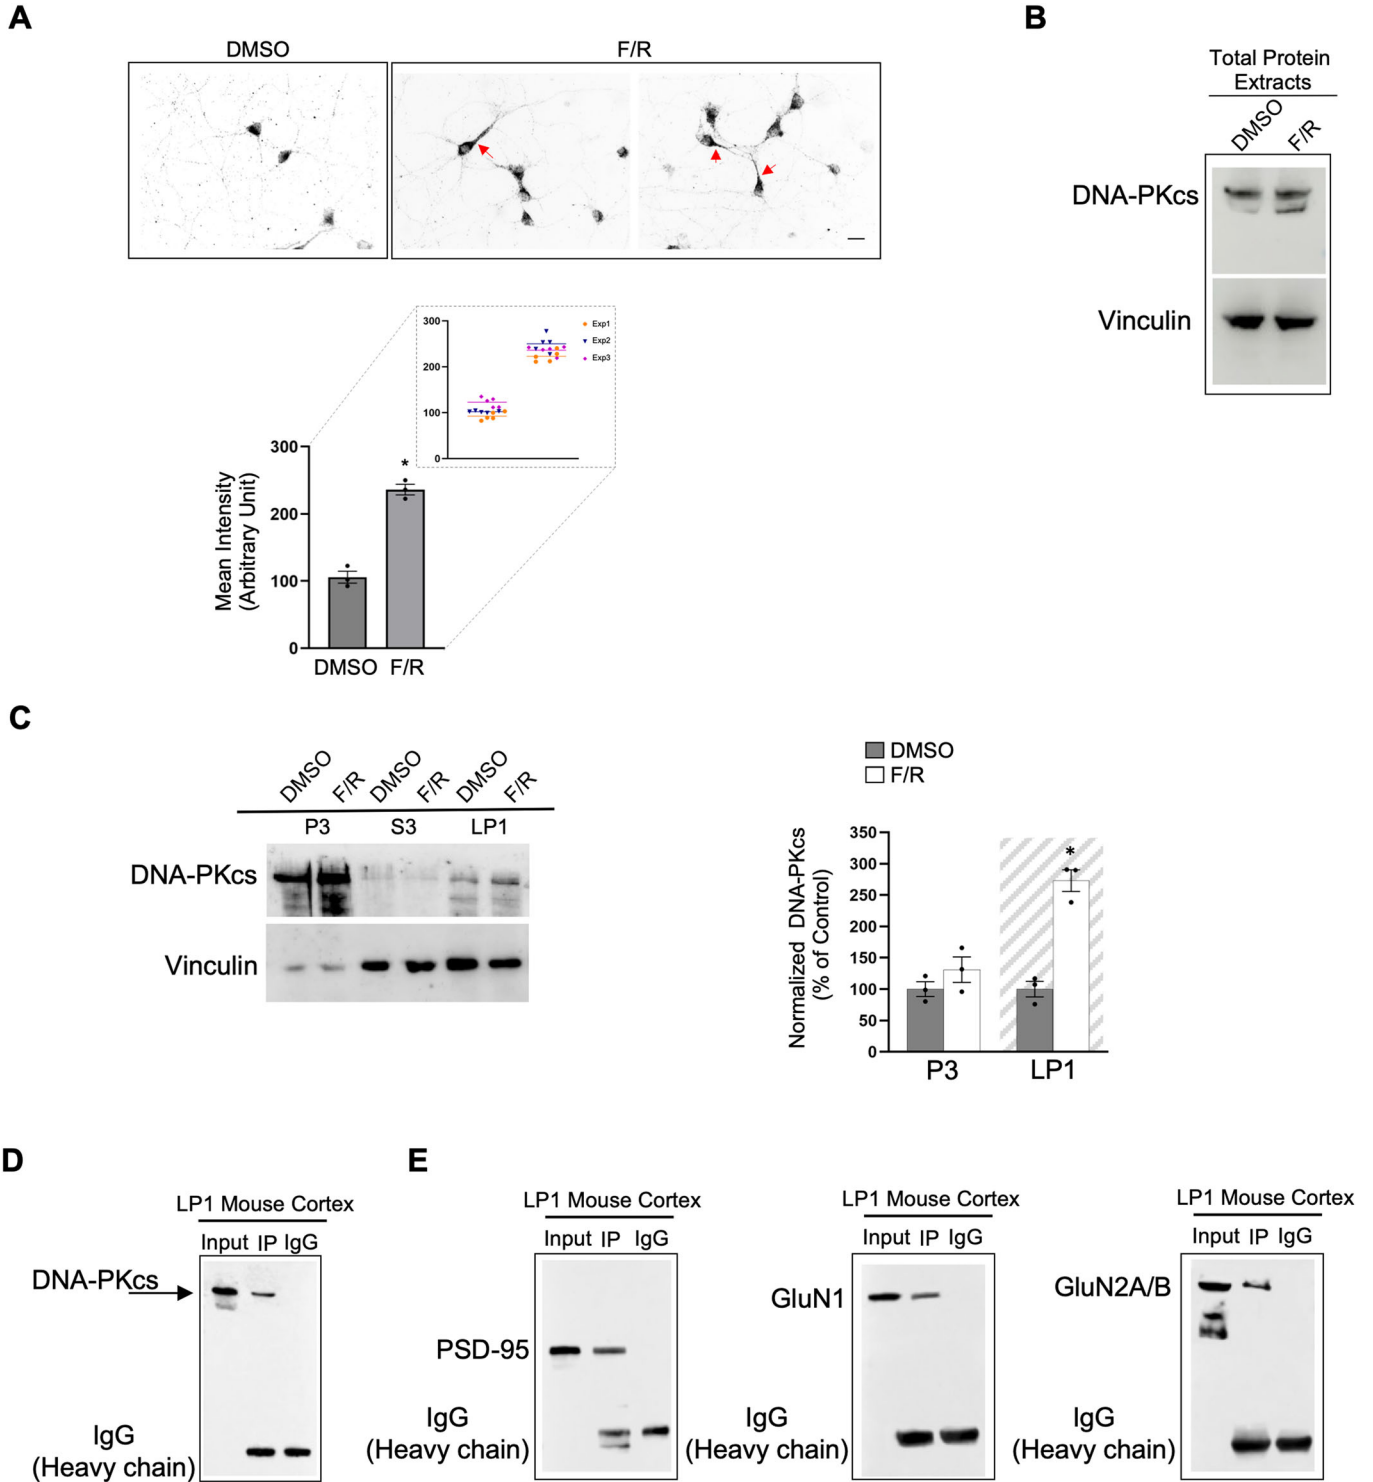 A
DMSO
F/R
300
200
100
0
Exp1
Exp2
Exp3
Mean Intensity
(Arbitrary Unit)
300
200
100
0
*
DMSO F/R
B
Total Protein
Extracts
DMSO F/R
DNA-PKcs
Vinculin
C
DMSO F/R DMSO F/R DMSO F/R
P3 S3 LP1
DNA-PKcs
Vinculin
DMSO
F/R
Normalized DNA-PKcs
(% of Control)
350
300
250
200
150
100
50
0
*
P3 LP1
D
LP1 Mouse Cortex
Input IP IgG
DNA-PKcs
IgG
(Heavy chain)
E
LP1 Mouse Cortex
Input IP IgG
PSD-95
IgG
(Heavy chain)
LP1 Mouse Cortex
Input IP IgG
GluN1
IgG
(Heavy chain)
LP1 Mouse Cortex
Input IP IgG
GluN2A/B
IgG
(Heavy chain)